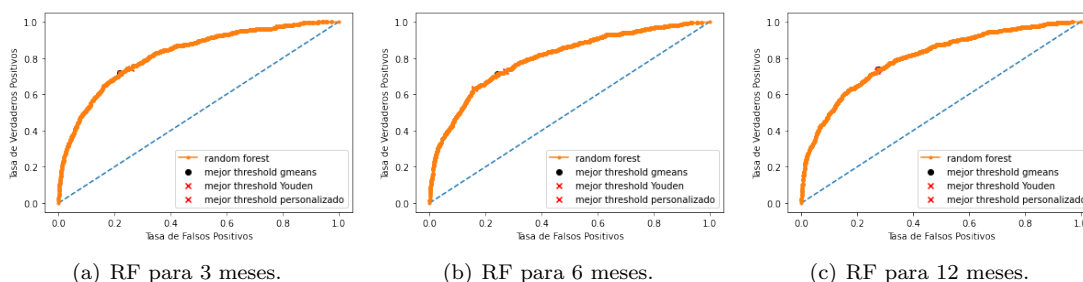 1.0
0.8
0.6
0.4
0.2
0.0
Tasa de Verdaderos Positivos
random forest
mejor threshold gmeans
mejor threshold Youden
mejor threshold personalizado
0.0 0.2 0.4 0.6 0.8 1.0
Tasa de Falsos Positivos
(a) RF para 3 meses.
1.0
0.8
0.6
0.4
0.2
0.0
Tasa de Verdaderos Positivos
random forest
mejor threshold gmeans
mejor threshold Youden
mejor threshold personalizado
0.0 0.2 0.4 0.6 0.8 1.0
Tasa de Falsos Positivos
(b) RF para 6 meses.
1.0
0.8
0.6
0.4
0.2
0.0
Tasa de Verdaderos Positivos
random forest
mejor threshold gmeans
mejor threshold Youden
mejor threshold personalizado
0.0 0.2 0.4 0.6 0.8 1.0
Tasa de Falsos Positivos
(c) RF para 12 meses.